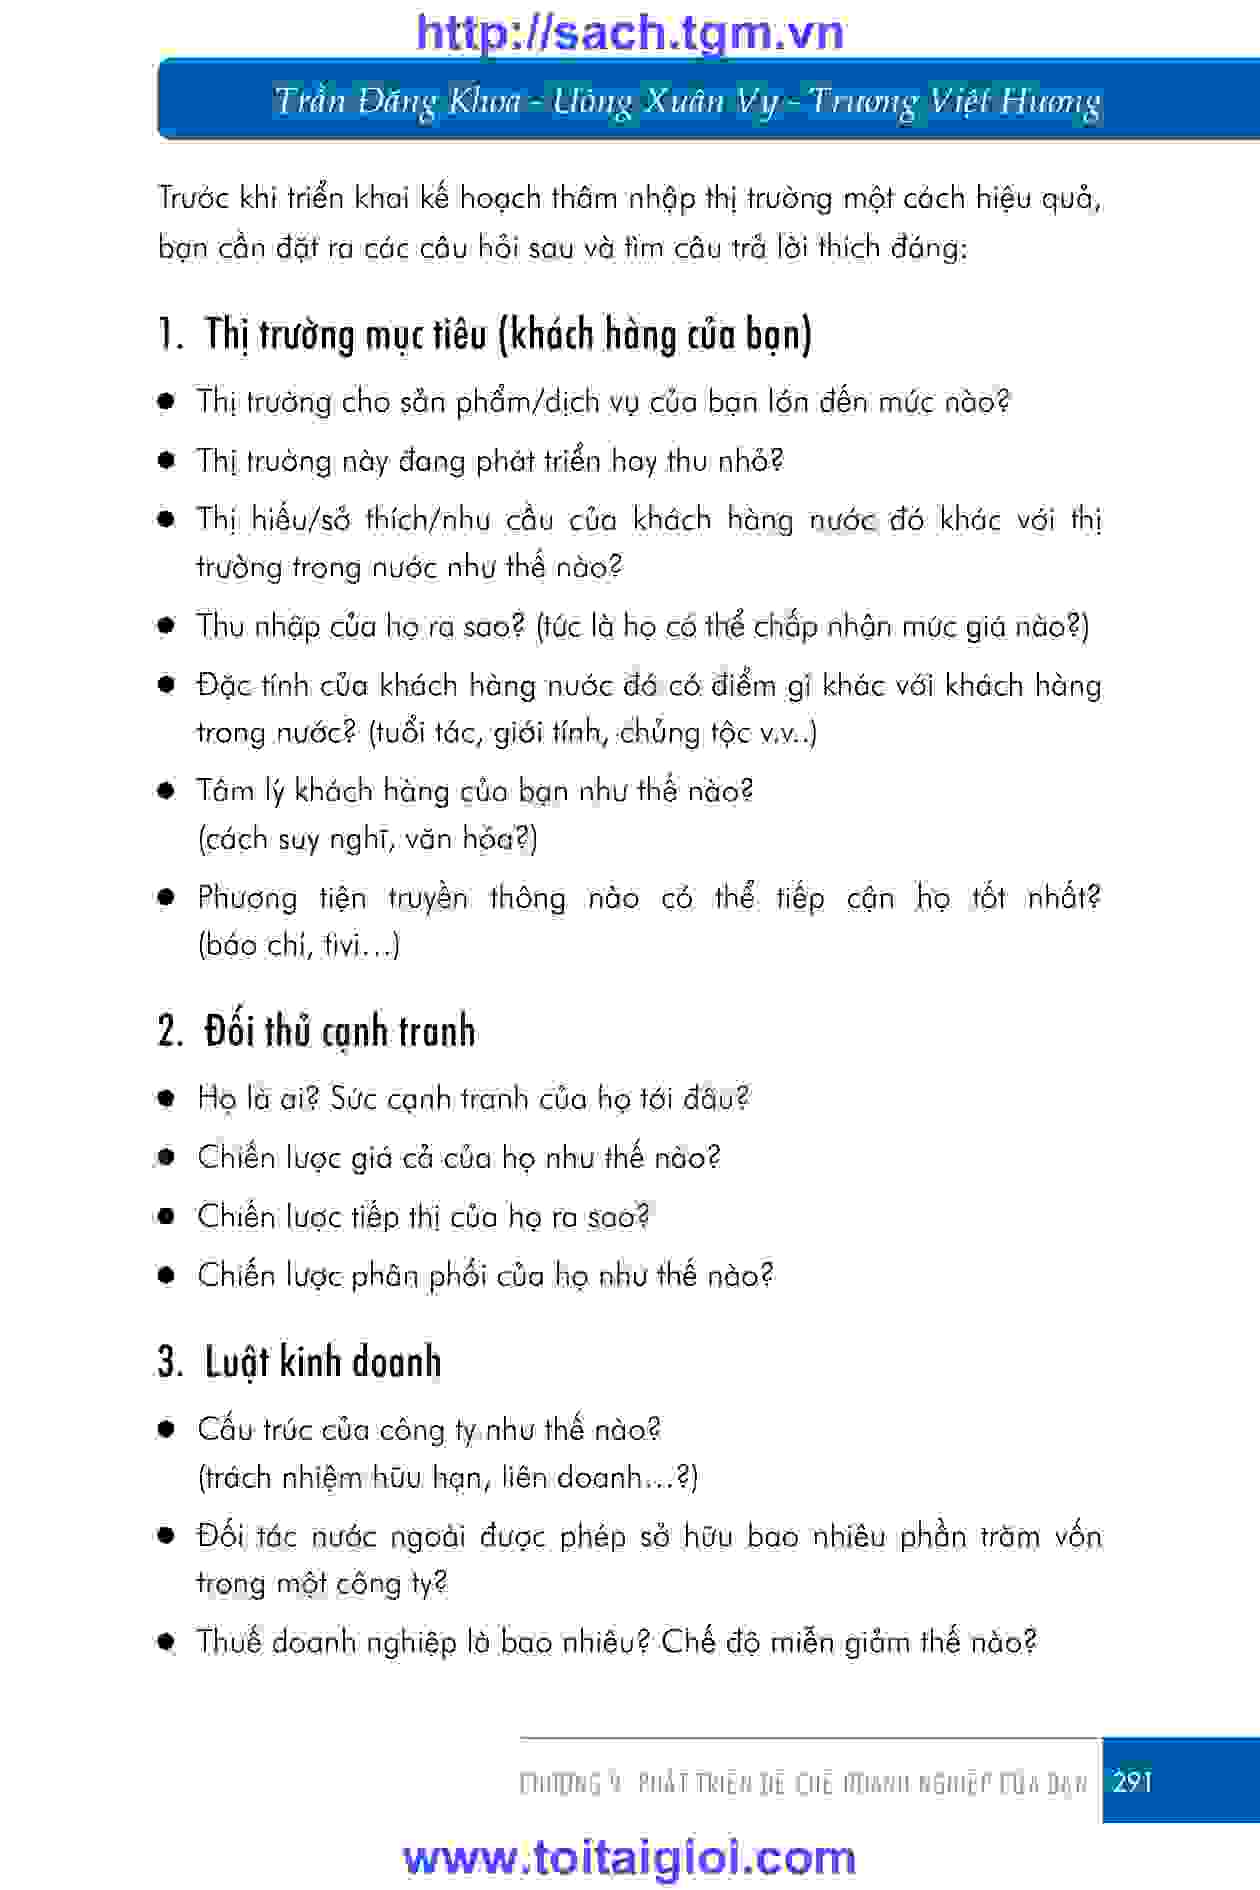 http://sach.tgm.vn
Trần Đăng Khoa - Uông Xuân Vy - Trương Việt Hương
Trước khi triển khai kế hoạch thâm nhập thị trường một cách hiệu quả,
bạn cần đặt ra các câu hỏi sau và tìm câu trả lời thích đáng:
1. Thị trường mục tiêu (khách hàng của bạn)
● Thị trường cho sản phẩm/dịch vụ của bạn lớn đến mức nào?
● Thị trường này đang phát triển hay thu nhỏ?
● Thị hiếu/sở thích/nhu cầu của khách hàng nước đó khác với thị
trường trong nước như thế nào?
● Thu nhập của họ ra sao? (tức là họ có thể chấp nhận mức giá nào?)
● Đặc tính của khách hàng nước đó có điểm gì khác với khách hàng
trong nước? (tuổi tác, giới tính, chủng tộc v.v..)
● Tâm lý khách hàng của bạn như thế nào?
(cách suy nghĩ, văn hóa?)
● Phương tiện truyền thông nào có thể tiếp cận họ tốt nhất?
(báo chí, tivi...)
2. Đối thủ cạnh tranh
● Họ là ai? Sức cạnh tranh của họ tới đâu?
● Chiến lược giá cả của họ như thế nào?
● Chiến lược tiếp thị của họ ra sao?
● Chiến lược phân phối của họ như thế nào?
3. Luật kinh doanh
● Cấu trúc của công ty như thế nào?
(trách nhiệm hữu hạn, liên doanh...?)
● Đối tác nước ngoài được phép sở hữu bao nhiêu phần trăm vốn
trong một công ty?
● Thuế doanh nghiệp là bao nhiêu? Chế độ miễn giảm thế nào?
CHƯƠNG 9: PHÁT TRIỂN ĐẾ CHẾ DOANH NGHIỆP CỦA BẠN 291
www.toitaigioi.com